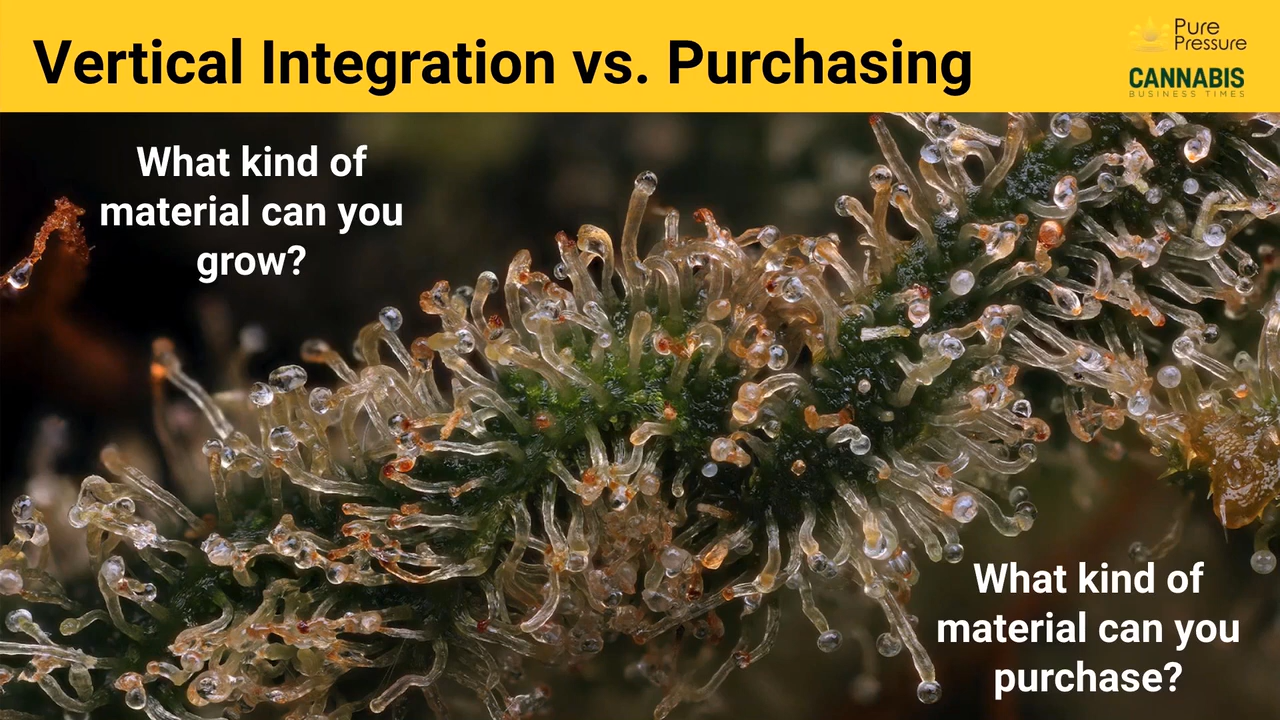 Vertical Integration vs. Purchasing
Pure
Pressure
CANNABIS
BUSINESS TIMES
What kind of
material can you
grow?
What kind of
material can you
purchase?